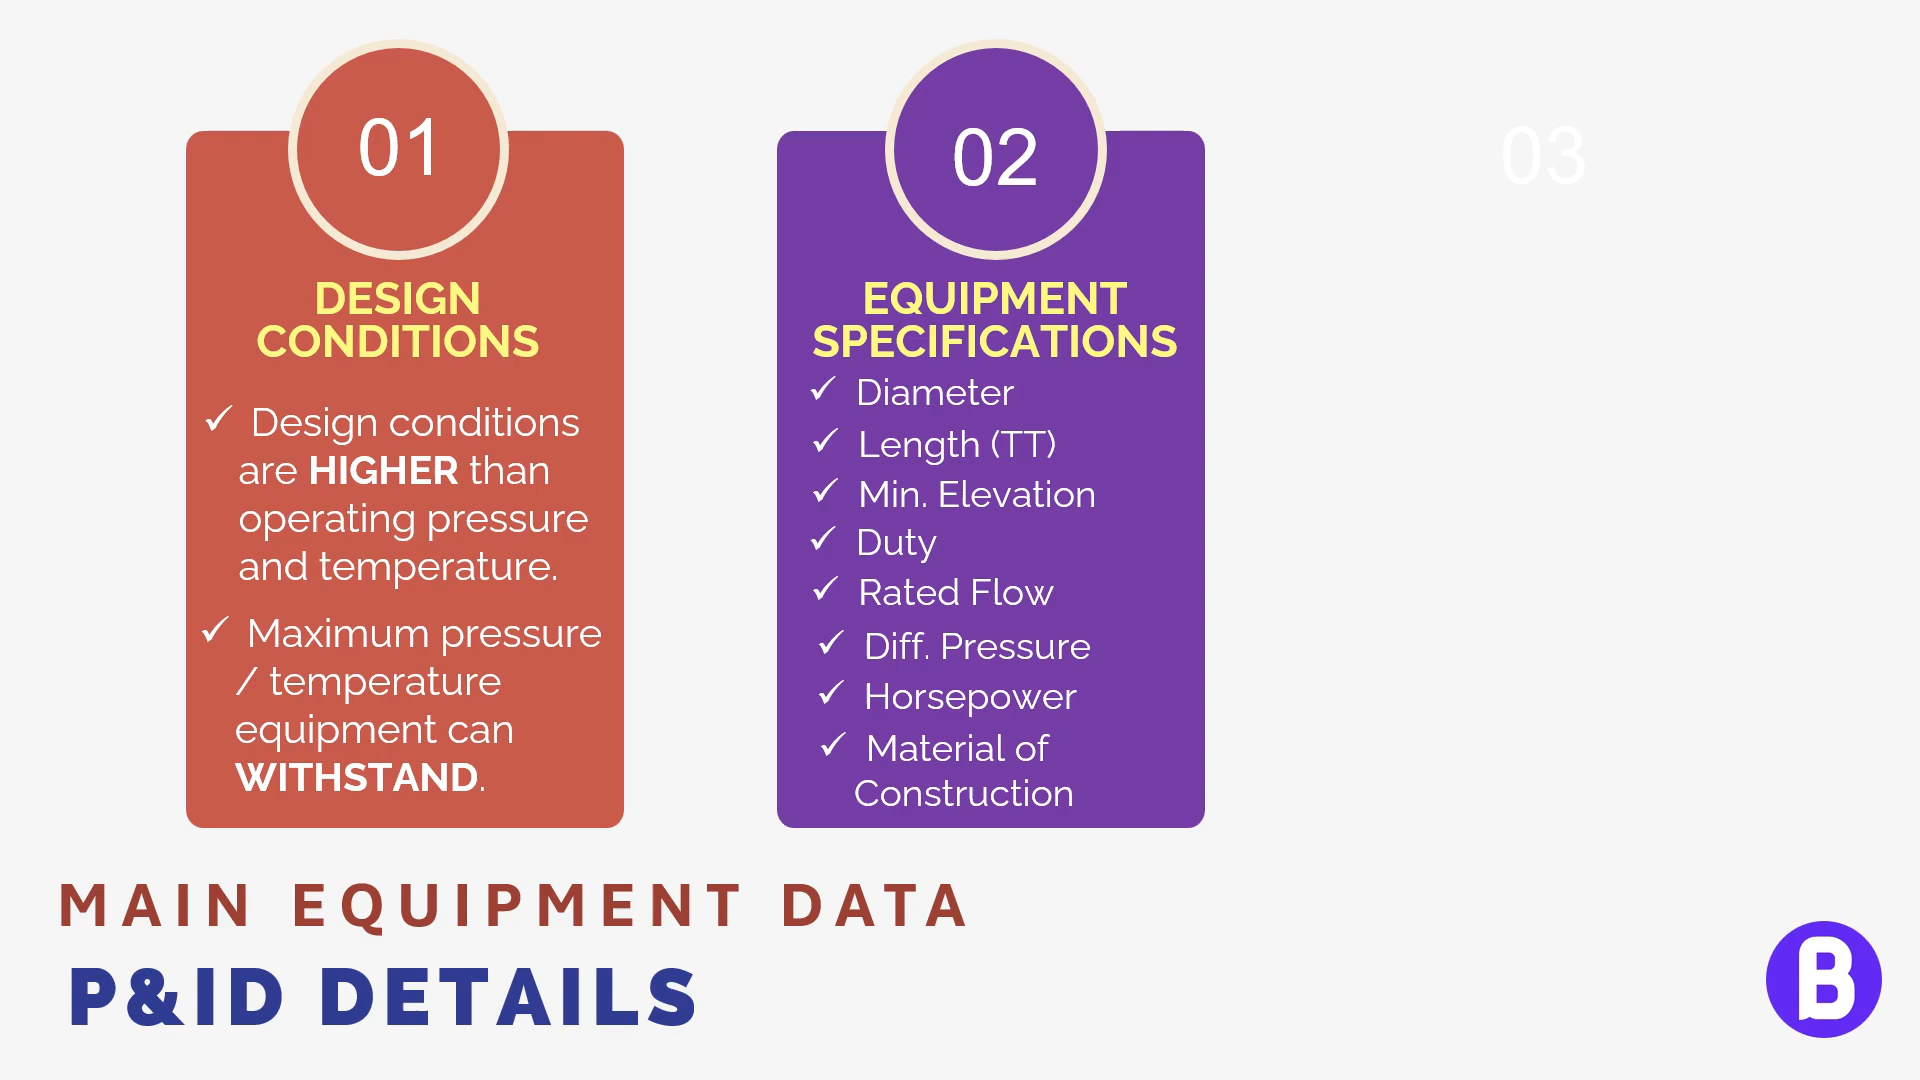 01
DESIGN
CONDITIONS
✓ Design conditions
are HIGHER than
operating pressure
and temperature.
✓ Maximum pressure
/ temperature
equipment can
WITHSTAND.
02
EQUIPMENT
SPECIFICATIONS
✓ Diameter
✓ Length (TT)
✓ Min. Elevation
✓ Duty
✓ Rated Flow
✓ Diff. Pressure
✓ Horsepower
✓ Material of
Construction
03
MAIN EQUIPMENT DATA
P&ID DETAILS
B